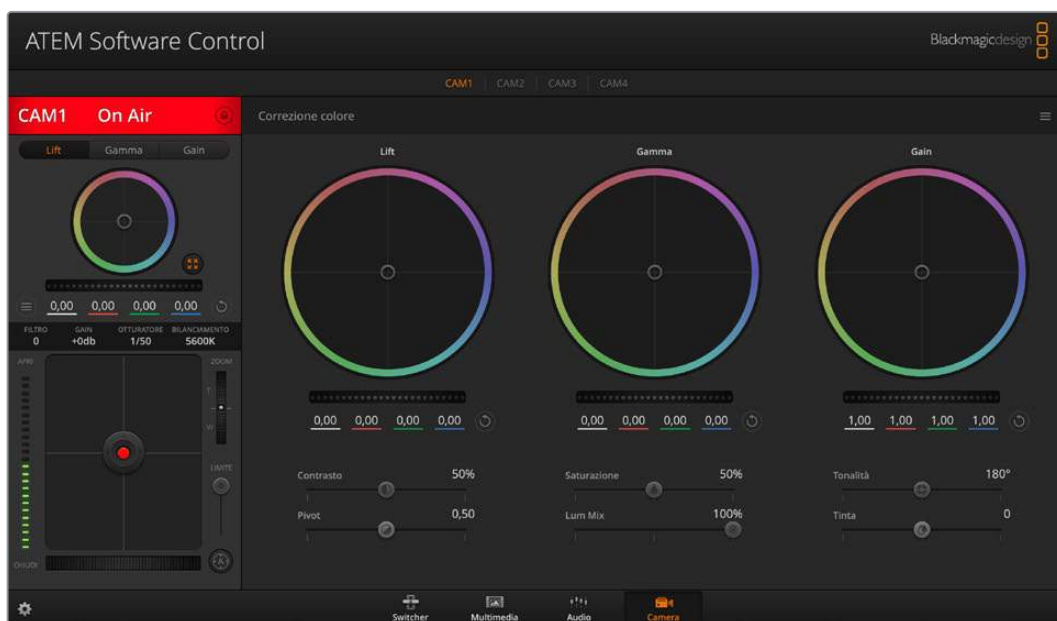 ATEM Software Control
Blackmagicdesign
CAM1 CAM2 CAM3 CAM4
CAM1 On Air
Correzione colore
Lift Gamma Gain
Lift Gamma Gain
0,00 0,00 0,00 0,00
FILTRO GAIN OTTURATORE BILANCIAMENTO
0 +0db 1/50 5600K
APRI ZOOM
T
W
LIMITE
CHIUDI
A
0,00 0,00 0,00 0,00
0,00 0,00 0,00 0,00
1,00 1,00 1,00 1,00
Contrasto 50%
Saturazione 50%
Tonalità 180°
Pivot 0,50
Lum Mix 100%
Tinta 0
Switcher Multimedia Audio Camera